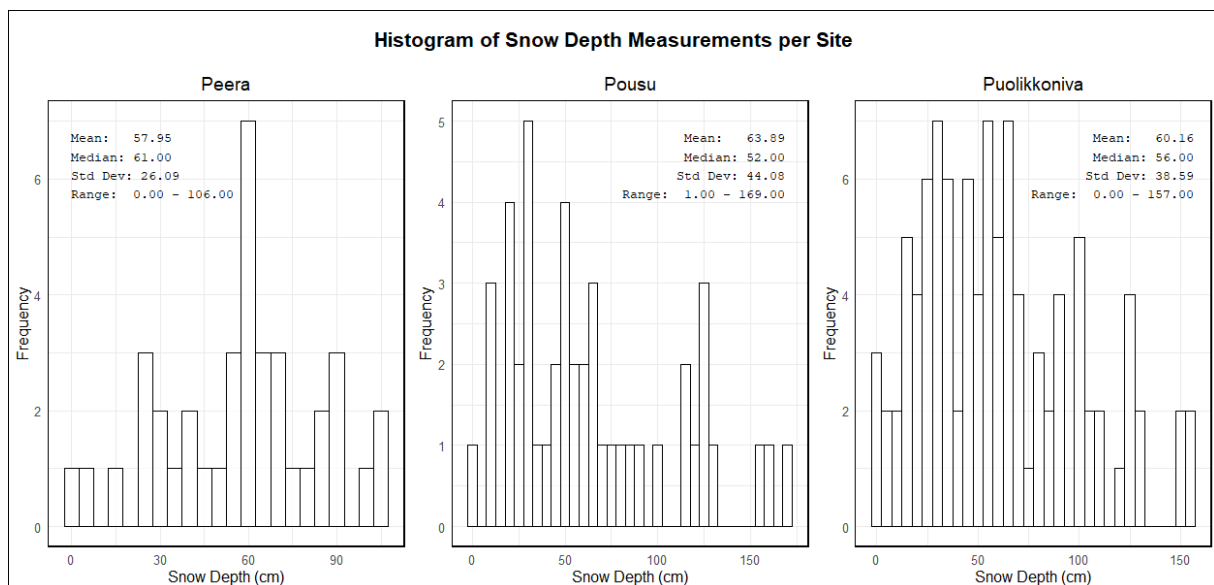 Histogram of Snow Depth Measurements per Site
Peera
Mean: 57.95
Median: 61.00
Std Dev: 26.09
Range: 0.00 - 106.00
Frequency
6
4
2
0
0 30 60 90
Snow Depth (cm)
Pousu
Mean: 63.89
Median: 52.00
Std Dev: 44.08
Range: 1.00 - 169.00
Frequency
5
4
3
2
1
0
0 50 100 150
Snow Depth (cm)
Puolikkoniva
Mean: 60.16
Median: 56.00
Std Dev: 38.59
Range: 0.00 - 157.00
Frequency
6
4
2
0
0 50 100 150
Snow Depth (cm)